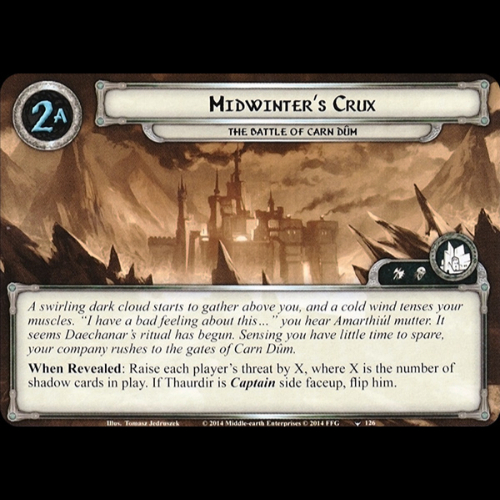 2A
MIDWINTER'S CRUX
THE BATTLE OF CARN DÛM
A swirling dark cloud starts to gather above you, and a cold wind tenses your
muscles. "I have a bad feeling about this…" you hear Amarthiúl mutter. It
seems Daechanar's ritual has begun. Sensing you have little time to spare,
your company rushes to the gates of Carn Dûm.
When Revealed: Raise each player's threat by X, where X is the number of
shadow cards in play. If Thaurdir is Captain side faceup, flip him.
Illus. Tomasz Jedruszek © 2014 Middle-earth Enterprises © 2014 FFG 126